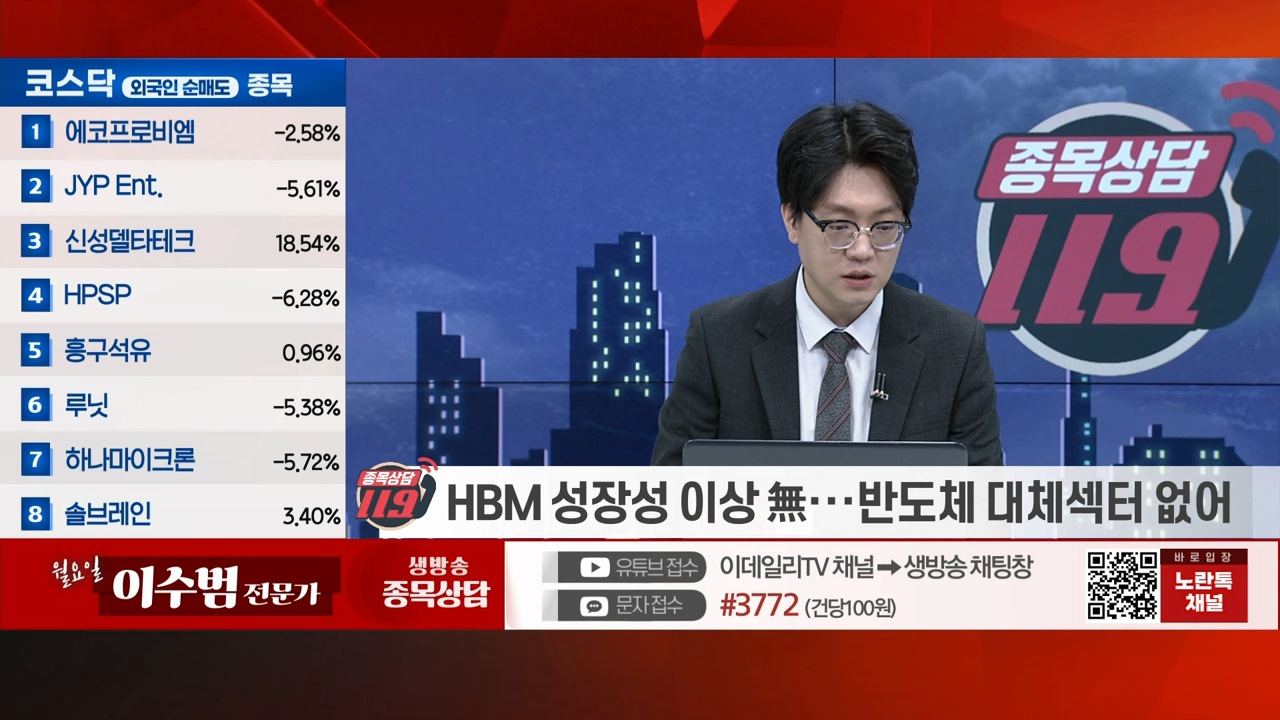 코스닥 외국인 순매도 종목
1 에코프로비엠 -2.58%
2 JYP Ent. -5.61%
3 신성델타테크 18.54%
4 HPSP -6.28%
5 흥구석유 0.96%
6 루닛 -5.38%
7 하나마이크론 -5.72%
8 솔브레인 3.40%
종목상담
119
종목상담
119
HBM 성장성 이상 無…반도체 대체섹터 없어
월요일 이수범 전문가
생방송
종목상담
유튜브 접수 이데일리TV 채널➡생방송 채팅창
문자 접수 #3772 (건당100원)
바로입장
노란톡
채널